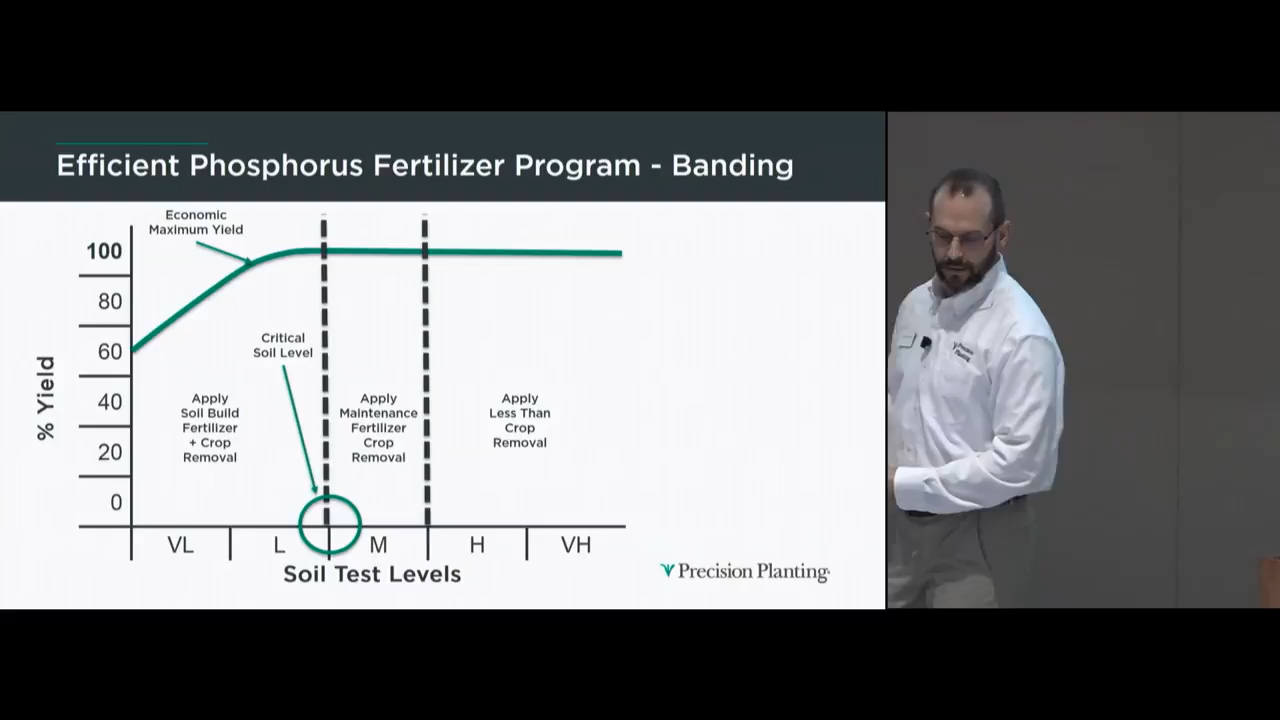 Efficient Phosphorus Fertilizer Program - Banding
Economic
Maximum Yield
100
80
60
40
20
0
% Yield
Critical
Soil Level
Apply
Soil Build
Fertilizer
+ Crop
Removal
Apply
Maintenance
Fertilizer
Crop
Removal
Apply
Less Than
Crop
Removal
VL
L
M
H
VH
Soil Test Levels
Precision Planting
Precision
Planting